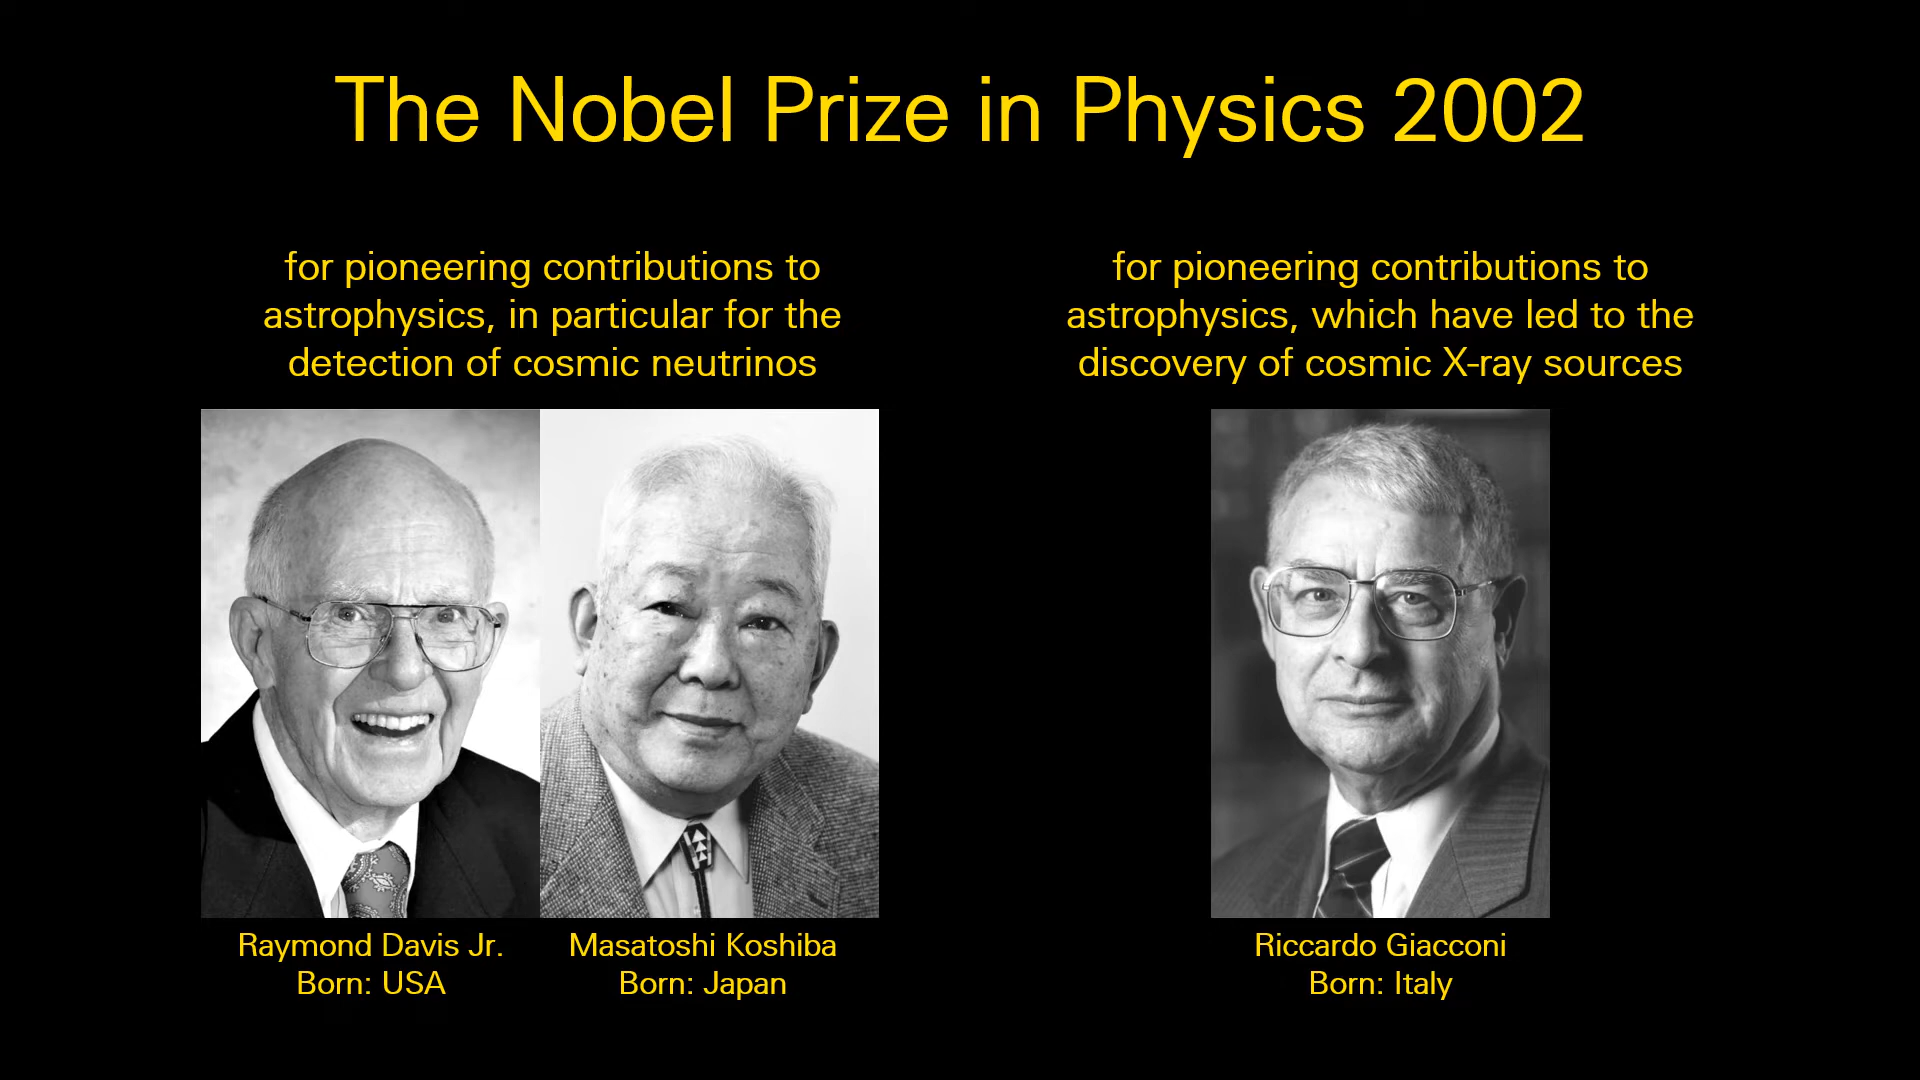 The Nobel Prize in Physics 2002
for pioneering contributions to
astrophysics, in particular for the
detection of cosmic neutrinos
Raymond Davis Jr.
Born: USA
Masatoshi Koshiba
Born: Japan
for pioneering contributions to
astrophysics, which have led to the
discovery of cosmic X-ray sources
Riccardo Giacconi
Born: Italy